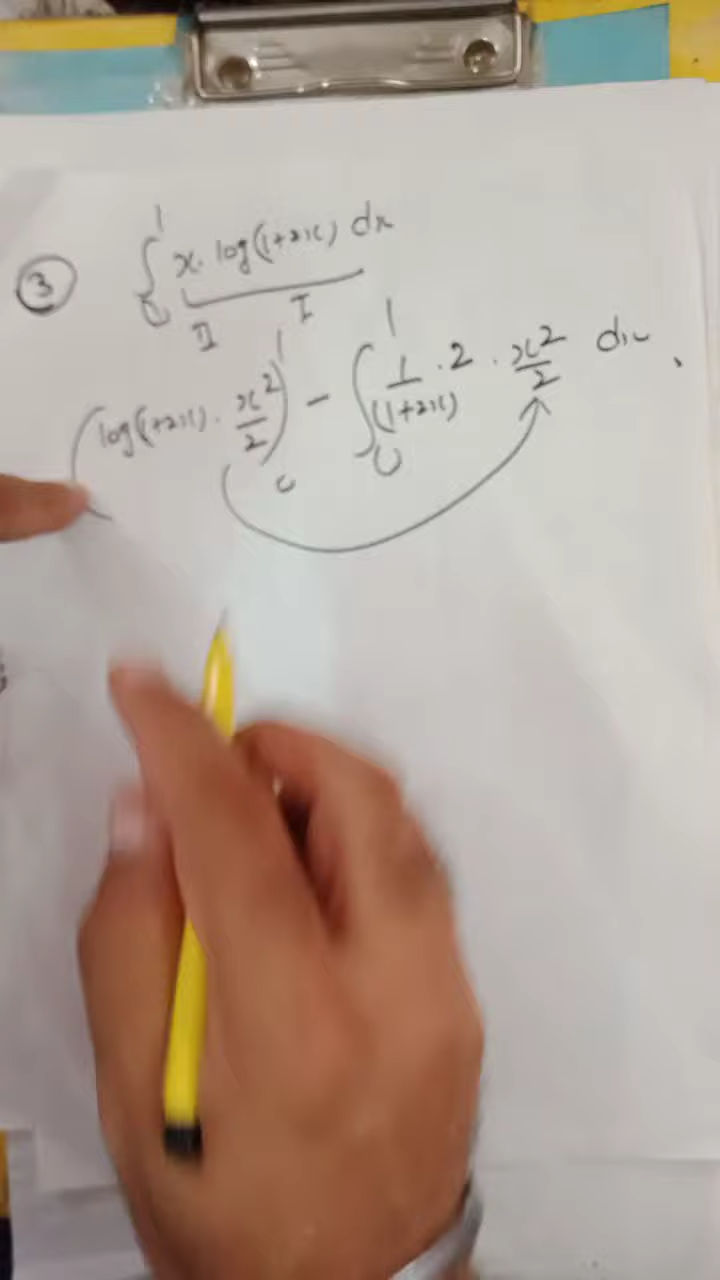 ③ ∫₀¹ x. log(1+2x) dx
II I
(log(1+2x) · x²/2)₀¹ - ∫₀¹ 1/(1+2x) · 2 · x²/2 dx